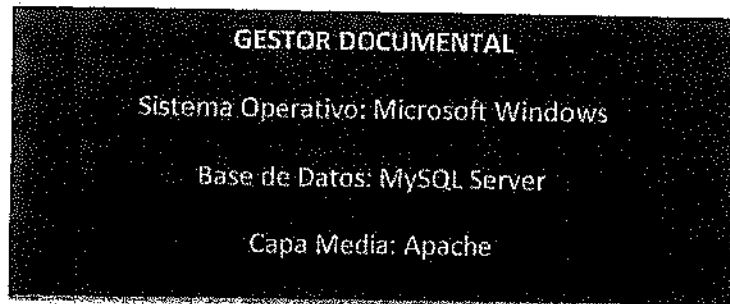 GESTOR DOCUMENTAL
Sistema Operativo: Microsoft Windows
Base de Datos: MySQL Server
Capa Media: Apache